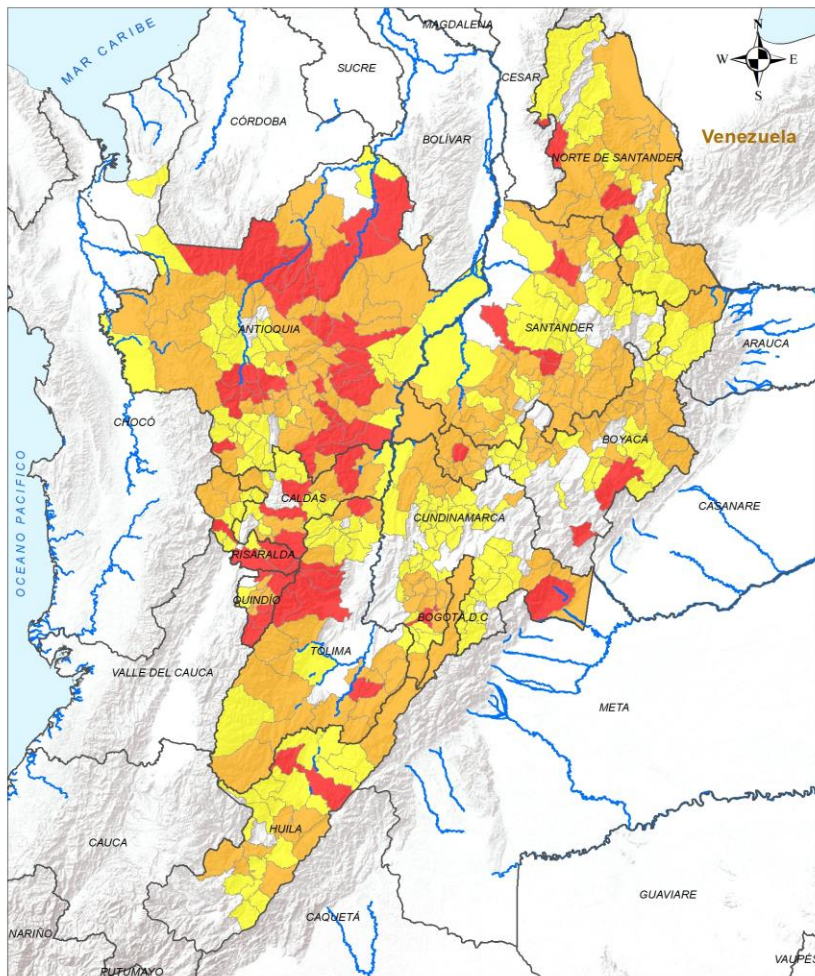 MAGDALENA
MAR CARIBE
SUCRE
CESAR
N
W E
S
CÓRDOBA
BOLÍVAR
Venezuela
NORTE DE SANTANDER
ANTIOQUIA
SANTANDER
ARAUCA
CHOCÓ
BOYACÁ
OCEANO PACIFICO
CALDAS
CUNDINAMARCA
CASANARE
RISARALDA
QUINDÍO
BOGOTÁ, D.C
TOLIMA
VALLE DEL CAUCA
META
HUILA
CAUCA
GUAVIARE
CAQUETÁ
NARIÑO
PUTUMAYO
VAUPÉS